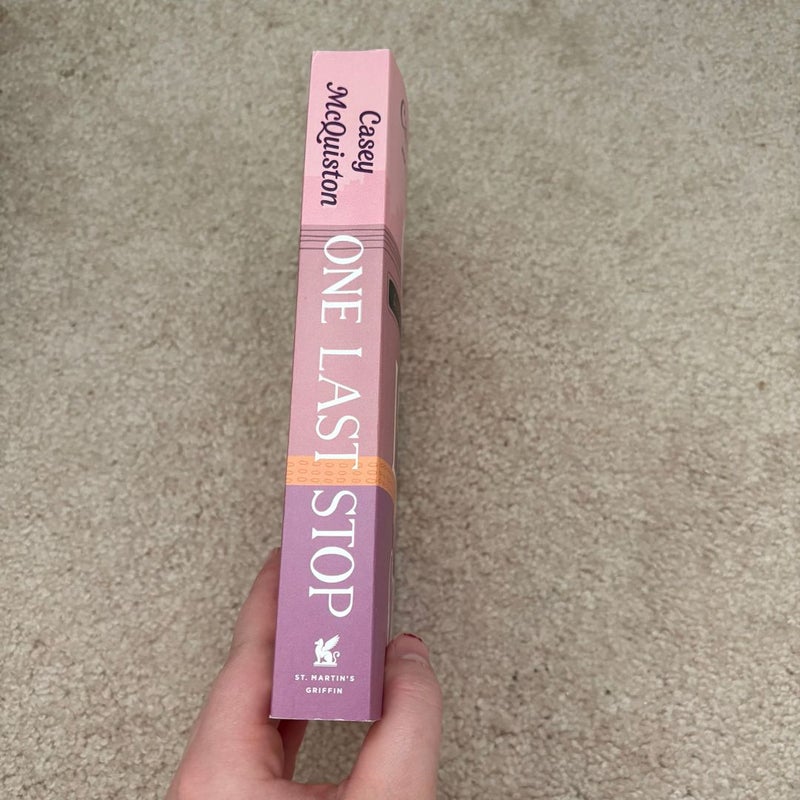 Casey
McQuiston
ONE LAST STOP
ST. MARTIN'S
GRIFFIN